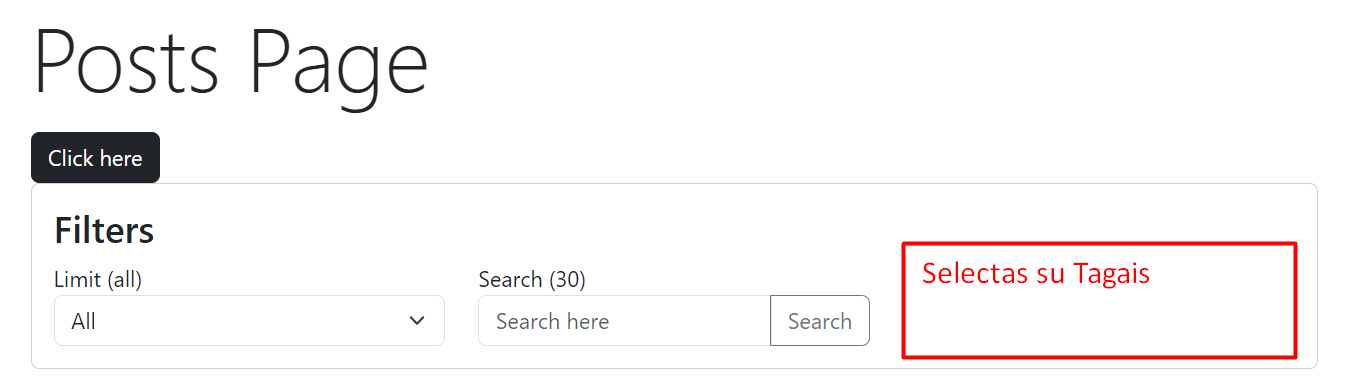 Posts Page
Click here
Filters
Limit (all)
Search (30)
Selectas su Tagais
All
Search here
Search